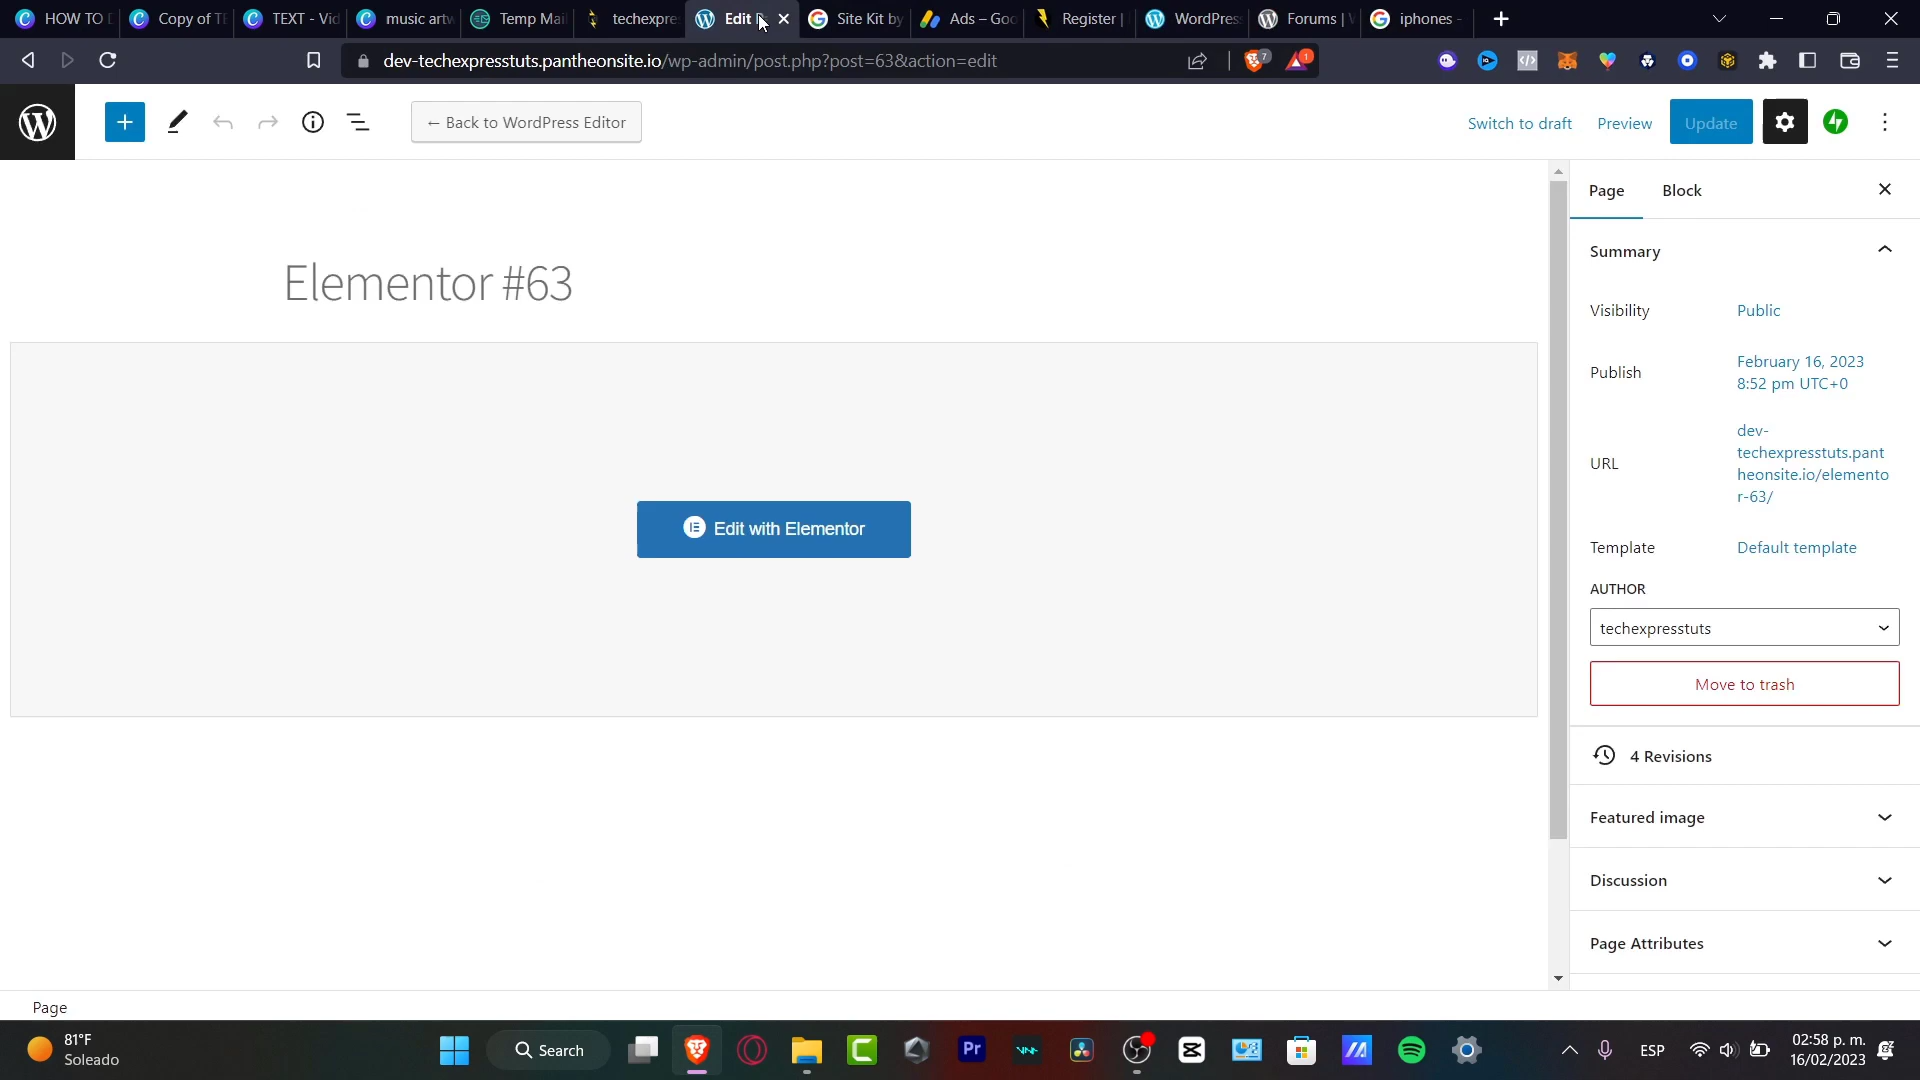 HOW TO
Copy of T
TEXT - Vid
music artw
Temp Mai
techexpre
Edit
Site Kit by
Ads – Goo
Register |
WordPres
Forums |
iphones -
dev-techexpresstuts.pantheonsite.io/wp-admin/post.php?post=63&action=edit
7
1
← Back to WordPress Editor
Switch to draft
Preview
Update
Page
Block
Elementor #63
Edit with Elementor
Summary
Visibility
Public
Publish
February 16, 2023
8:52 pm UTC+0
URL
dev-
techexpresstuts.pant
heonsite.io/elemento
r-63/
Template
Default template
AUTHOR
techexpresstuts
Move to trash
4 Revisions
Featured image
Discussion
Page Attributes
Page
81°F
Soleado
Search
Pr
ESP
02:58 p. m.
16/02/2023